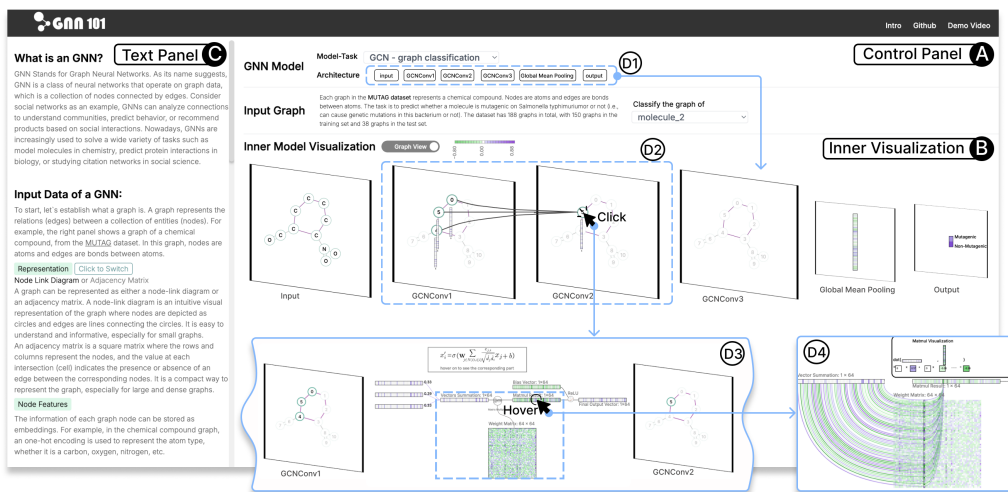 GNN 101
Intro Github Demo Video
What is an GNN?
Text Panel C
GNN Stands for Graph Neural Networks. As its name suggests,
GNN is a class of neural networks that operate on graph data,
which is a collection of nodes connected by edges. Consider
social networks as an example, GNNs can analyze connections
to understand communities, predict behavior, or recommend
products based on social interactions. Nowadays, GNNs are
increasingly used to solve a wide variety of tasks such as
model molecules in chemistry, predict protein interactions in
biology, or studying citation networks in social science.
Input Data of a GNN:
To start, let's establish what a graph is. A graph represents the
relations (edges) between a collection of entities (nodes). For
example, the right panel shows a graph of a chemical
compound, from the MUTAG dataset. In this graph, nodes are
atoms and edges are bonds between atoms.
Representation Click to Switch
Node Link Diagram or Adjacency Matrix
A graph can be represented as either a node-link diagram or
an adjacency matrix. A node-link diagram is an intuitive visual
representation of the graph where nodes are depicted as
circles and edges are lines connecting the circles. It is easy to
understand and informative, especially for small graphs.
An adjacency matrix is a square matrix where the rows and
columns represent the nodes, and the value at each
intersection (cell) indicates the presence or absence of an
edge between the corresponding nodes. It is a compact way to
represent the graph, especially for large and dense graphs.
Node Features
The information of each graph node can be stored as
embeddings. For example, in the chemical compound graph,
an one-hot encoding is used to represent the atom type,
whether it is a carbon, oxygen, nitrogen, etc.
GNN Model
Model-Task GCN - graph classification
Architecture input GCNConv1 GCNConv2 GCNConv3 Global Mean Pooling output
D1
Control Panel A
Input Graph
Each graph in the MUTAG dataset represents a chemical compound. Nodes are atoms and edges are bonds
between atoms. The task is to predict whether a molecule is mutagenic on Salmonella typhimurium or not (i.e.,
can cause genetic mutations in this bacterium or not). The dataset has 188 graphs in total, with 150 graphs in the
training set and 38 graphs in the test set.
Classify the graph of
molecule_2
Inner Model Visualization Graph View
0.00
D2
Inner Visualization B
C C C C C C C O N O O
0 5 4
5
Click
Mutagenic
Non-Mutagenic
Input
GCNConv1
GCNConv2
GCNConv3
Global Mean Pooling
Output
D3
hover on to see the corresponding part
Bias Vector: 1×64
Vectors Summation: 1×64
Matmul
ReLU
Final Output Vector: 1×64
Hover
Weight Matrix: 64 × 64
0 5 4
5
GCNConv1
GCNConv2
D4
Matmul Visualization
Vector Summation: 1 × 64
Matmul Result: 1 × 64
Weight Matrix: 64 × 64